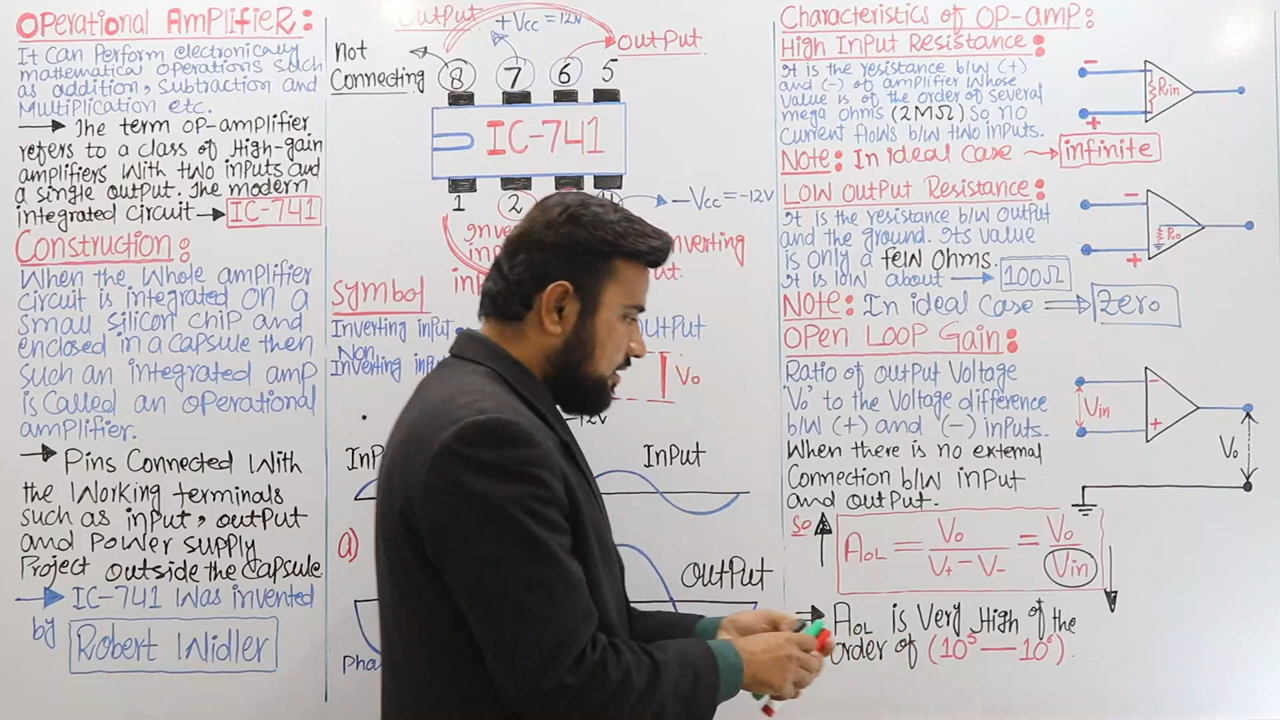 Operational Amplifier:
It Can Perform electronically
mathematical operations such
as addition, Subtraction and
Multiplication etc.
The term OP-amplifier
refers to a class of High-gain
amplifiers with two inputs and
a single output. The modern
integrated circuit → IC-741
Construction:
When the whole amplifier
circuit is integrated on a
small silicon chip and
enclosed in a capsule then
such an integrated amp
is Called an operational
amplifier.
Pins Connected with
the working terminals
such as input, output
and Power supply
Project outside the capsule
IC-741 was invented
by Robert Widler
Output
+Vcc=12v
Output
Not
Connecting
8 7 6 5
IC-741
1 2
-Vcc=-12v
Symbol
Inverting input
Non
Output
Vo
Input
a)
Output
Characteristics of OP-amp:
High Input Resistance:
It is the resistance b/w (+)
and (-) of amplifier whose
value is of the order of several
mega ohms (2MΩ) So no
Current flows b/w two inputs.
Note: In ideal case → infinite
- + Rin
Low Output Resistance:
It is the resistance b/w output
and the ground. Its value
is only a few ohms.
It is low about → 100Ω
Note: In ideal case ⇒ Zero
- + Ro
Open Loop Gain:
Ratio of output Voltage
'Vo' to the Voltage difference
b/w (+) and (-) inputs.
When there is no external
Connection b/w input
and output.
Vin - + Vo
So AOL = Vo / V+ - V- = Vo / Vin
AOL is Very High of the
order of (10⁵—10⁶).